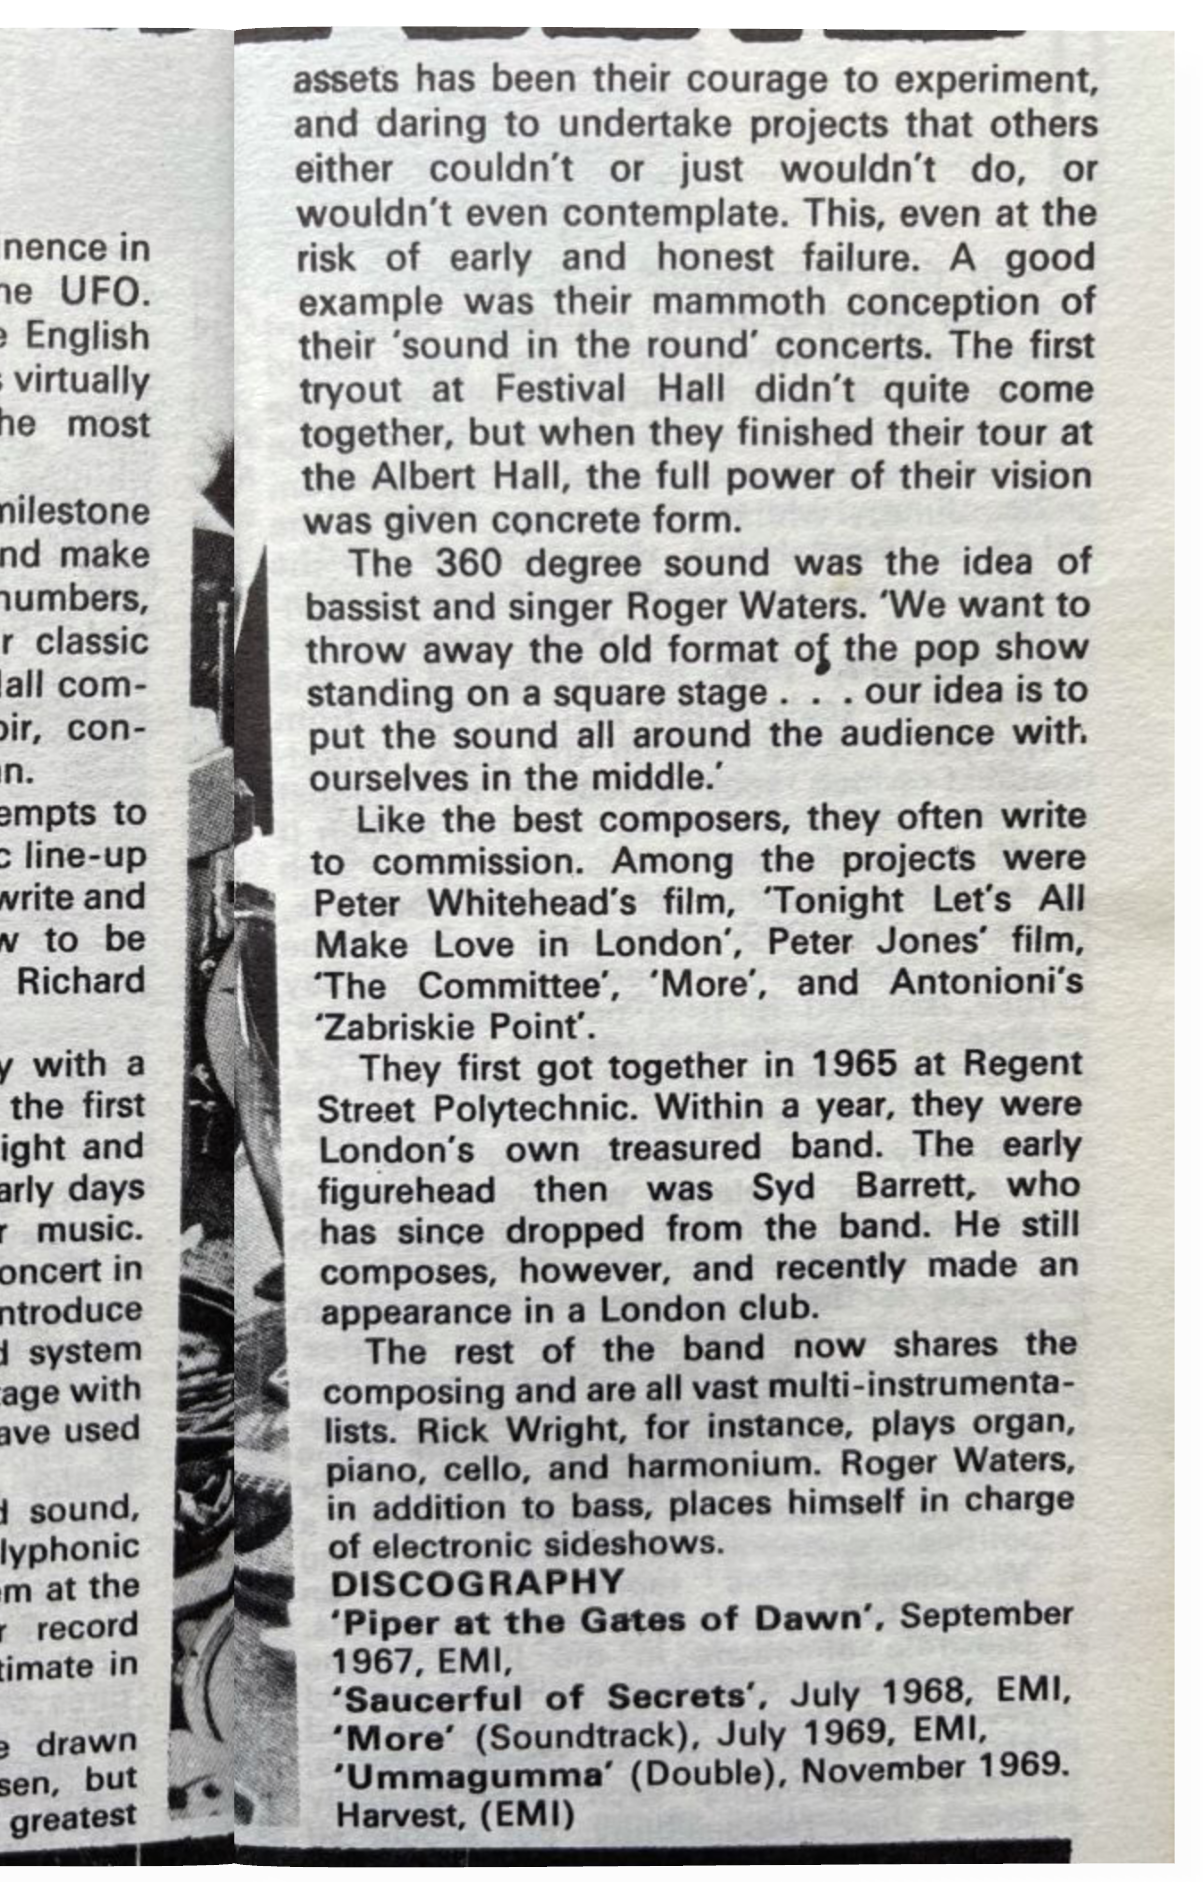 nence in
UFO.
English
virtually
most
milestone
make
numbers,
classic
com-
con-
empts to
line-up
write and
to be
Richard
with a
the first
and
days
music.
in
ntroduce
system
with
used
sound,
lyphonic
at the
record
timate in
drawn
but
greatest
assets has been their courage to experiment,
and daring to undertake projects that others
either couldn't or just wouldn't do, or
wouldn't even contemplate. This, even at the
risk of early and honest failure. A good
example was their mammoth conception of
their 'sound in the round' concerts. The first
tryout at Festival Hall didn't quite come
together, but when they finished their tour at
the Albert Hall, the full power of their vision
was given concrete form.
The 360 degree sound was the idea of
bassist and singer Roger Waters. 'We want to
throw away the old format of the pop show
standing on a square stage . . . our idea is to
put the sound all around the audience with
ourselves in the middle.'
Like the best composers, they often write
to commission. Among the projects were
Peter Whitehead's film, 'Tonight Let's All
Make Love in London', Peter Jones' film,
'The Committee', 'More', and Antonioni's
'Zabriskie Point'.
They first got together in 1965 at Regent
Street Polytechnic. Within a year, they were
London's own treasured band. The early
figurehead then was Syd Barrett, who
has since dropped from the band. He still
composes, however, and recently made an
appearance in a London club.
The rest of the band now shares the
composing and are all vast multi-instrumenta-
lists. Rick Wright, for instance, plays organ,
piano, cello, and harmonium. Roger Waters,
in addition to bass, places himself in charge
of electronic sideshows.
DISCOGRAPHY
'Piper at the Gates of Dawn', September
1967, EMI,
'Saucerful of Secrets', July 1968, EMI,
'More' (Soundtrack), July 1969, EMI,
'Ummagumma' (Double), November 1969.
Harvest, (EMI)